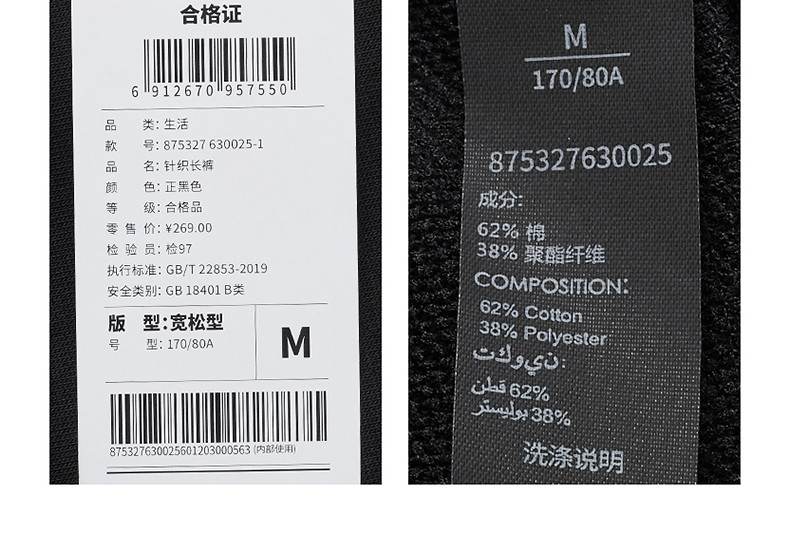 合格证
6 912670 957550
品 类: 生活
款 号: 875327 630025-1
品 名: 针织长裤
颜 色: 正黑色
等 级: 合格品
零 售 价: ¥269.00
检 验 员: 检97
执行标准: GB/T 22853-2019
安全类别: GB 18401 B类
版 型: 宽松型
号 型: 170/80A
M
875327630025601203000563 (内部使用)
M
170/80A
875327630025
成分:
62% 棉
38% 聚酯纤维
COMPOSITION:
62% Cotton
38% Polyester
نىوكىت:
قطن 62%
بوليستر 38%
洗涤说明